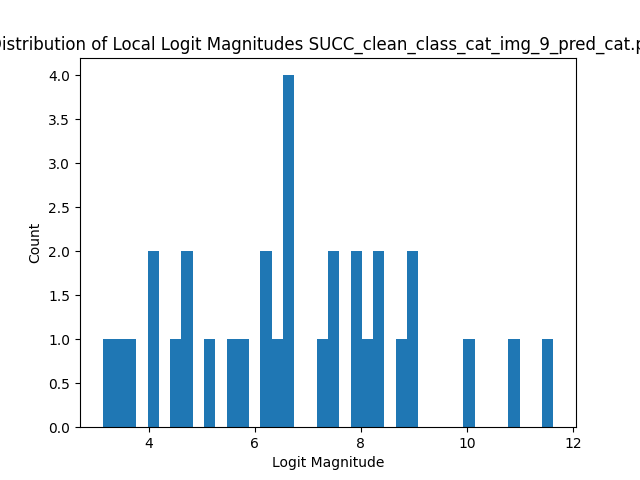 istribution of Local Logit Magnitudes SUCC_clean_class_cat_img_9_pred_cat.p
4.0
3.5
3.0
2.5
2.0
1.5
1.0
0.5
0.0
Count
4 6 8 10 12
Logit Magnitude